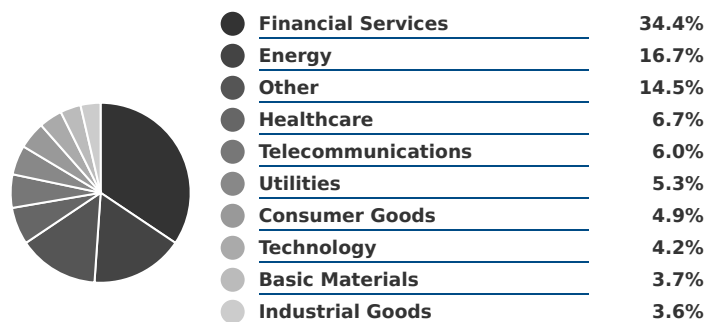 Financial Services 34.4%
Energy 16.7%
Other 14.5%
Healthcare 6.7%
Telecommunications 6.0%
Utilities 5.3%
Consumer Goods 4.9%
Technology 4.2%
Basic Materials 3.7%
Industrial Goods 3.6%